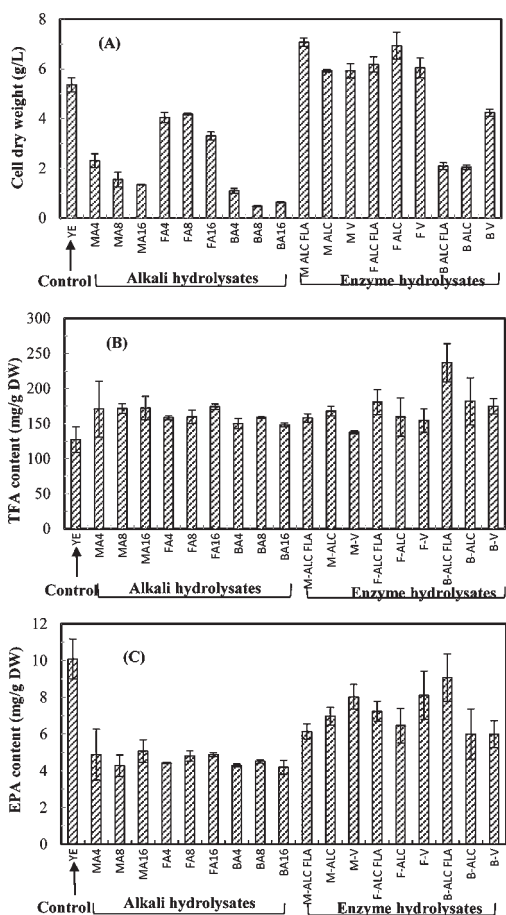 (A)
Cell dry weight (g/L)
8
6
4
2
0
YE
MA4
MA8
MA16
FA4
FA8
FA16
BA4
BA8
BA16
M ALC FLA
M ALC
M V
F ALC FLA
F ALC
F V
B ALC FLA
B ALC
B V
Control
Alkali hydrolysates
Enzyme hydrolysates
(B)
TFA content (mg/g DW)
300
250
200
150
100
50
0
YE
MA4
MA8
MA16
FA4
FA8
FA16
BA4
BA8
BA16
M-ALC FLA
M-ALC
M-V
F-ALC FLA
F-ALC
F-V
B-ALC FLA
B-ALC
B-V
Control
Alkali hydrolysates
Enzyme hydrolysates
(C)
EPA content (mg/g DW)
12
10
8
6
4
2
0
YE
MA4
MA8
MA16
FA4
FA8
FA16
BA4
BA8
BA16
M-ALC FLA
M-ALC
M-V
F-ALC FLA
F-ALC
F-V
B-ALC FLA
B-ALC
B-V
Control
Alkali hydrolysates
Enzyme hydrolysates